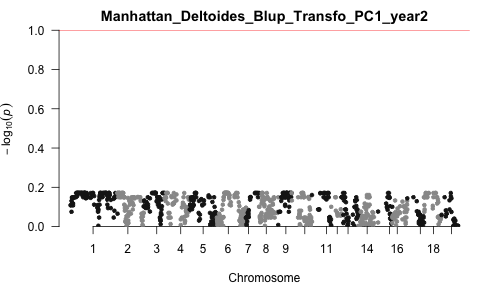 Manhattan_Deltoides_Blup_Transfo_PC1_year2
1.0
0.8
0.6
0.4
0.2
0.0
− log10(p)
1 2 3 4 5 6 7 8 9 11 14 16 18
Chromosome